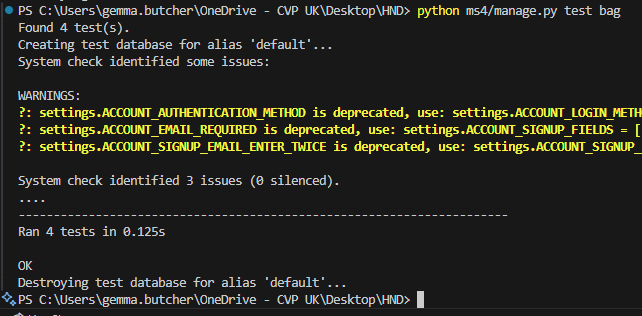 PS C:\Users\gemma.butcher\OneDrive - CVP UK\Desktop\HND> python ms4/manage.py test bag
Found 4 test(s).
Creating test database for alias 'default'...
System check identified some issues:
WARNINGS:
?: settings.ACCOUNT_AUTHENTICATION_METHOD is deprecated, use: settings.ACCOUNT_LOGIN_METH
?: settings.ACCOUNT_EMAIL_REQUIRED is deprecated, use: settings.ACCOUNT_SIGNUP_FIELDS = [
?: settings.ACCOUNT_SIGNUP_EMAIL_ENTER_TWICE is deprecated, use: settings.ACCOUNT_SIGNUP_
System check identified 3 issues (0 silenced).
....
----------------------------------------------------------------------
Ran 4 tests in 0.125s
OK
Destroying test database for alias 'default'...
PS C:\Users\gemma.butcher\OneDrive - CVP UK\Desktop\HND>